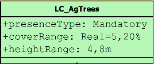 LC_AgTrees
+presenceType: Mandatory
+coverRange: Real=5,20%
+heightRange: 4,8m